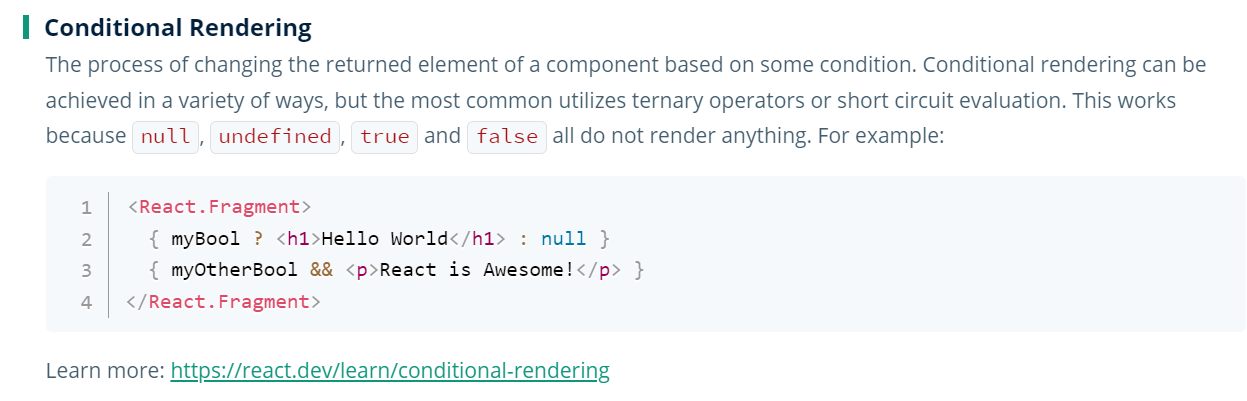 Conditional Rendering
The process of changing the returned element of a component based on some condition. Conditional rendering can be
achieved in a variety of ways, but the most common utilizes ternary operators or short circuit evaluation. This works
because null, undefined, true and false all do not render anything. For example:
1 <React.Fragment>
2   { myBool ? <h1>Hello World</h1> : null }
3   { myOtherBool && <p>React is Awesome!</p> }
4 </React.Fragment>
Learn more: https://react.dev/learn/conditional-rendering